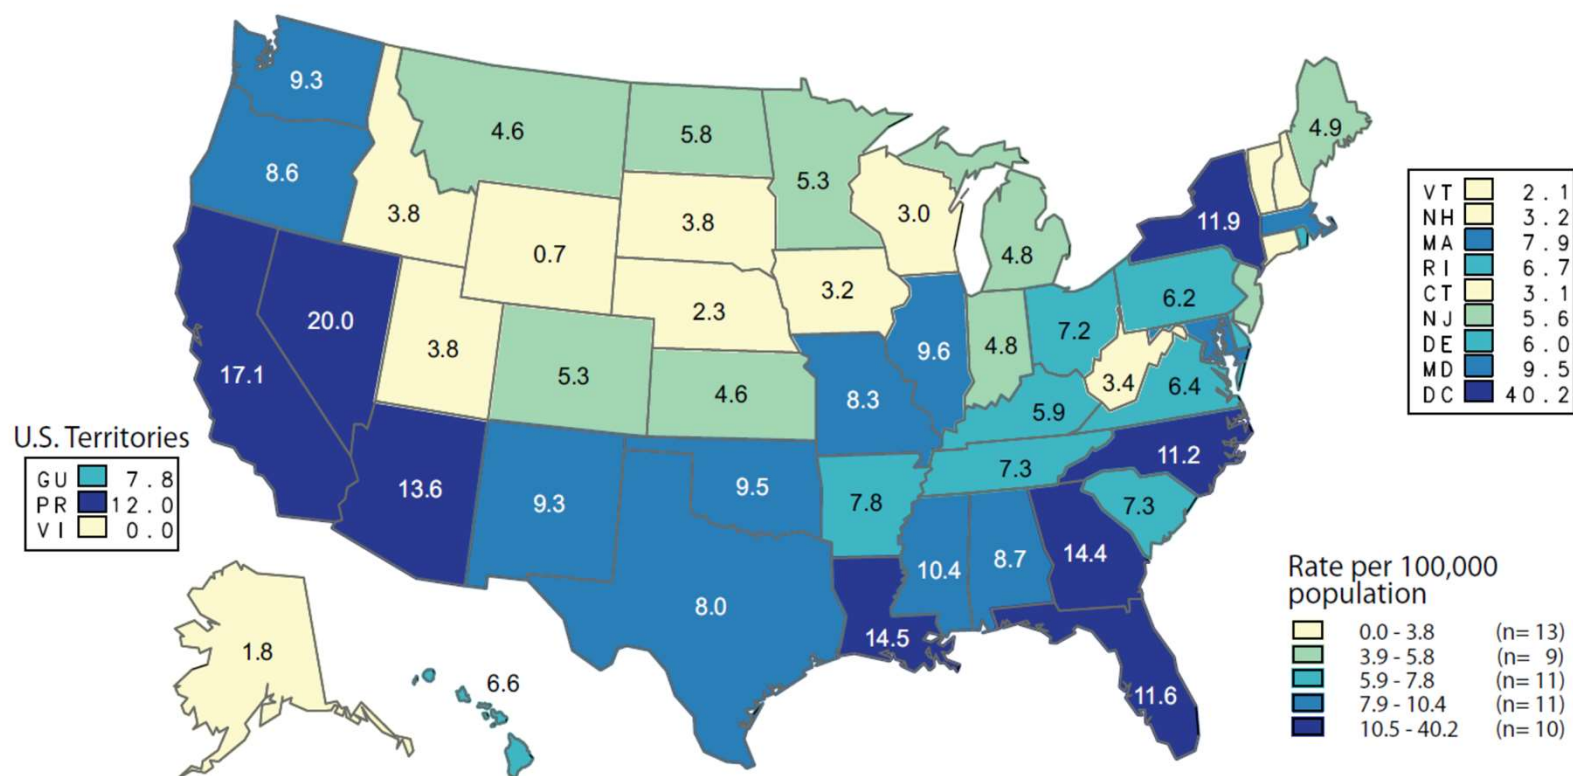 9.3
4.6
5.8
4.9
8.6
3.8
5.3
3.0
11.9
3.8
0.7
4.8
3.2
2.3
6.2
20.0
7.2
17.1
3.8
9.6
4.8
5.3
3.4
6.4
4.6
8.3
5.9
11.2
7.3
13.6
9.5
9.3
7.8
7.3
14.4
10.4
8.7
8.0
14.5
1.8
6.6
11.6
VT 2.1
NH 3.2
MA 7.9
RI 6.7
CT 3.1
NJ 5.6
DE 6.0
MD 9.5
DC 40.2
U.S. Territories
GU 7.8
PR 12.0
VI 0.0
Rate per 100,000
population
0.0 - 3.8 (n= 13)
3.9 - 5.8 (n= 9)
5.9 - 7.8 (n= 11)
7.9 - 10.4 (n= 11)
10.5 - 40.2 (n= 10)